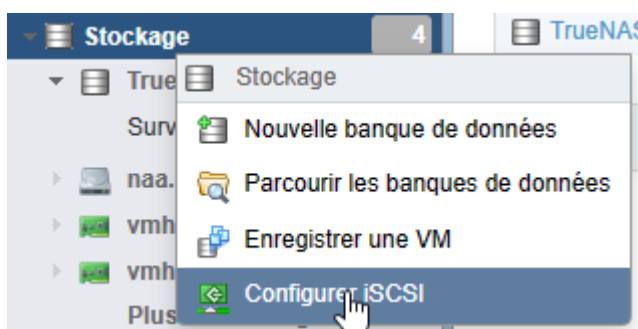 Stockage 4
TrueNAS
True
Stockage
Surv
Nouvelle banque de données
naa.
Parcourir les banques de données
vmh
Enregistrer une VM
vmh
Configurer iSCSI
Plus